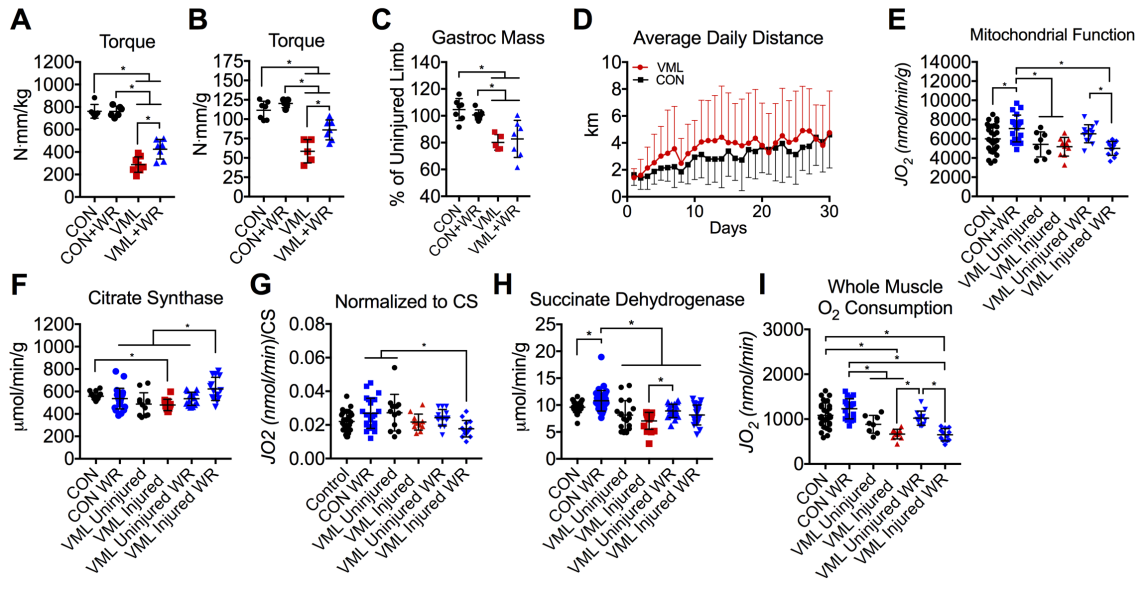 A
Torque
N·mm/kg
1000
800
600
400
200
0
CON
CON+WR
VML
VML+WR
*
*
*
B
Torque
N·mm/g
175
150
125
100
75
50
25
0
CON
CON+WR
VML
VML+WR
*
*
*
C
Gastroc Mass
% of Uninjured Limb
140
120
100
80
60
40
CON
CON+WR
VML
VML+WR
*
*
D
Average Daily Distance
VML
CON
km
8
6
4
2
0
0
10
20
30
Days
E
Mitochondrial Function
JO2 (nmol/min/g)
14000
12000
10000
8000
6000
4000
2000
0
CON
CON+WR
VML Uninjured
VML Injured
VML Uninjured WR
VML Injured WR
*
*
*
*
F
Citrate Synthase
μmol/min/g
1200
1000
800
600
400
200
0
CON
CON WR
VML Uninjured
VML Injured
VML Uninjured WR
VML Injured WR
*
*
G
Normalized to CS
JO2 (nmol/min)/CS
0.08
0.06
0.04
0.02
0.00
Control
CON WR
VML Uninjured
VML Injured
VML Uninjured WR
VML Injured WR
*
H
Succinate Dehydrogenase
μmol/min/g
25
20
15
10
5
0
CON
CON WR
VML Uninjured
VML Injured
VML Uninjured WR
VML Injured WR
*
*
*
I
Whole Muscle
O2 Consumption
JO2 (nmol/min)
3000
2000
1000
0
CON
CON WR
VML Uninjured
VML Injured
VML Uninjured WR
VML Injured WR
*
*
*
*
*
*